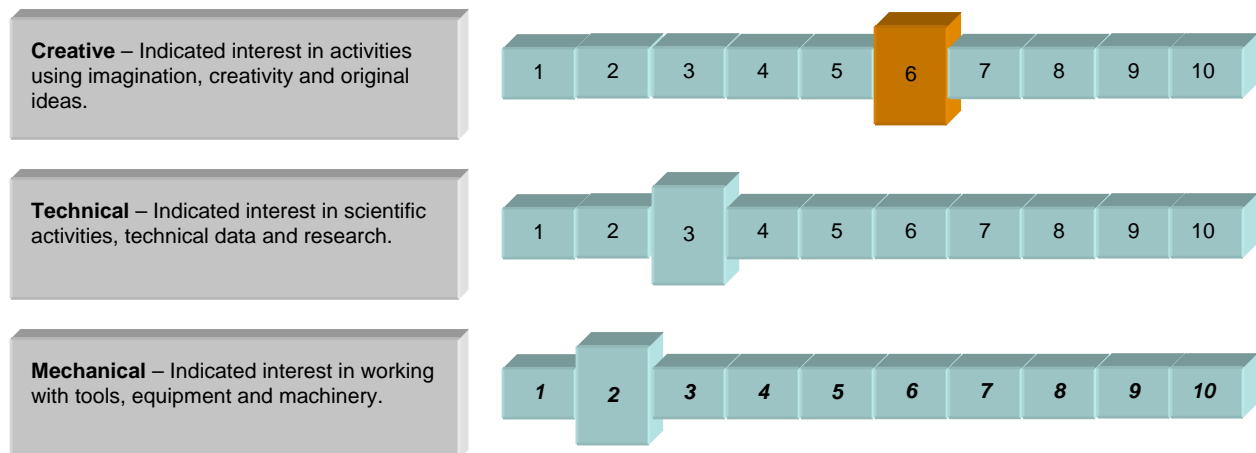 Creative – Indicated interest in activities
using imagination, creativity and original
ideas.
1 2 3 4 5 6 7 8 9 10
Technical – Indicated interest in scientific
activities, technical data and research.
1 2 3 4 5 6 7 8 9 10
Mechanical – Indicated interest in working
with tools, equipment and machinery.
1 2 3 4 5 6 7 8 9 10